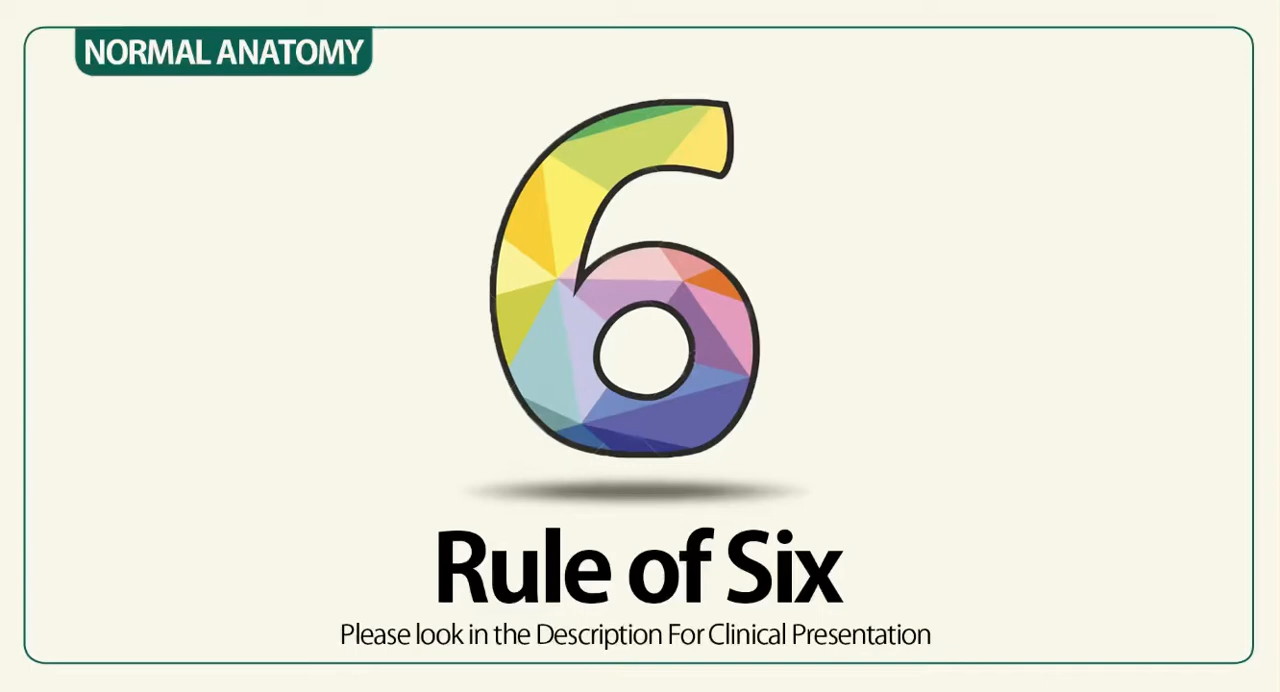 NORMAL ANATOMY
6
Rule of Six
Please look in the Description For Clinical Presentation